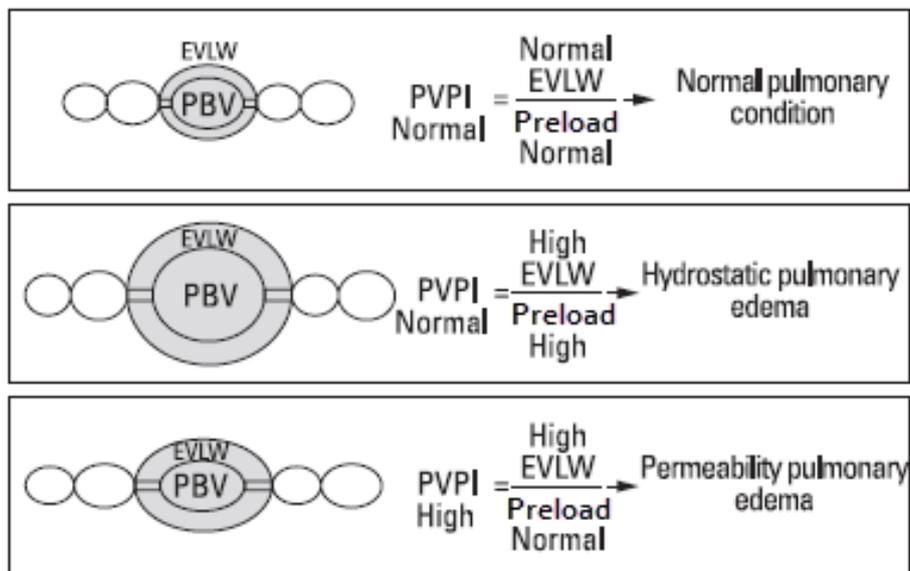 EVLW
PBV
PVPI
Normal
=
Normal
EVLW
Preload
Normal
Normal pulmonary
condition
EVLW
PBV
PVPI
Normal
=
High
EVLW
Preload
High
Hydrostatic pulmonary
edema
EVLW
PBV
PVPI
High
=
High
EVLW
Preload
Normal
Permeability pulmonary
edema